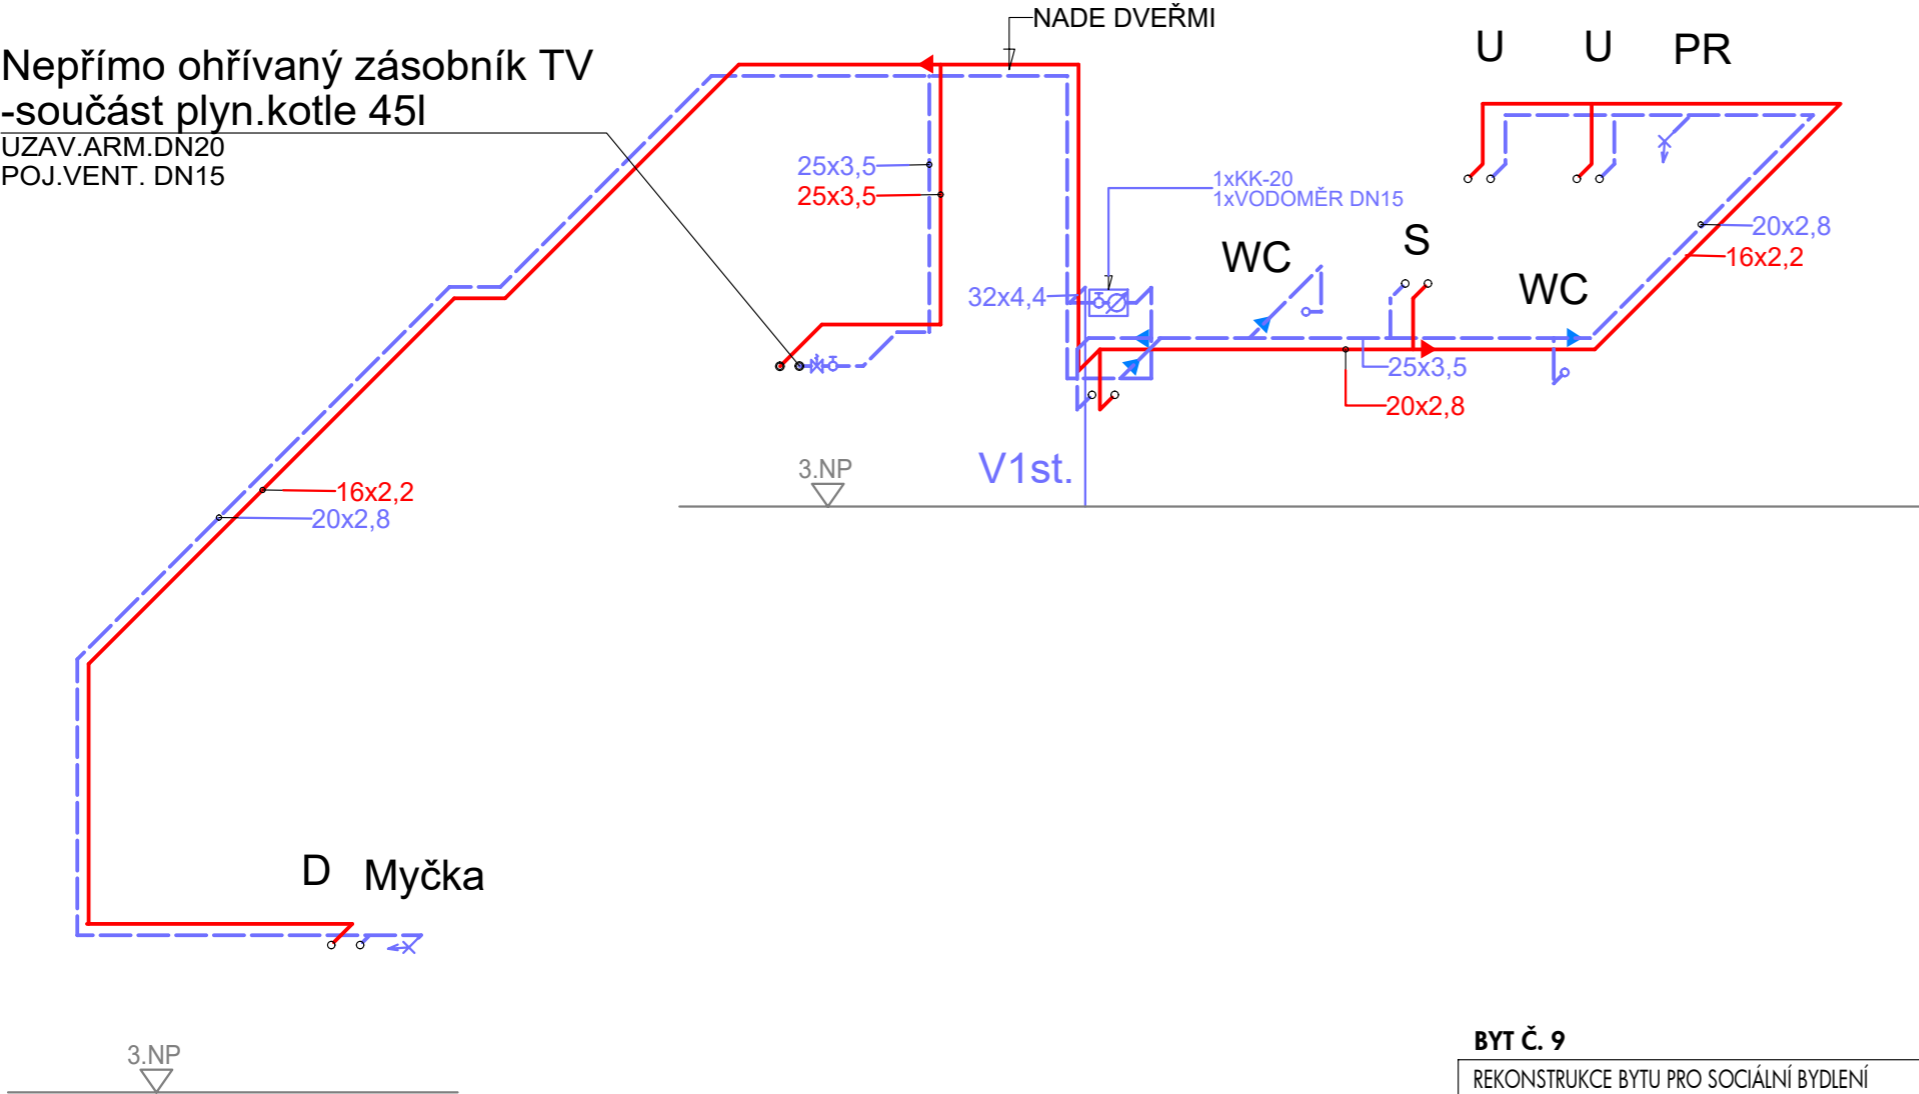 NADE DVEŘMI
Nepřímo ohřívaný zásobník TV
-součást plyn.kotle 45l
UZAV.ARM.DN20
POJ.VENT. DN15
U
U
PR
25x3,5
25x3,5
1xKK-20
1xVODOMĚR DN15
WC
S
WC
20x2,8
16x2,2
32x4,4
25x3,5
20x2,8
3.NP
V1st.
16x2,2
20x2,8
D
Myčka
3.NP
BYT Č. 9
REKONSTRUKCE BYTU PRO SOCIÁLNÍ BYDLENÍ